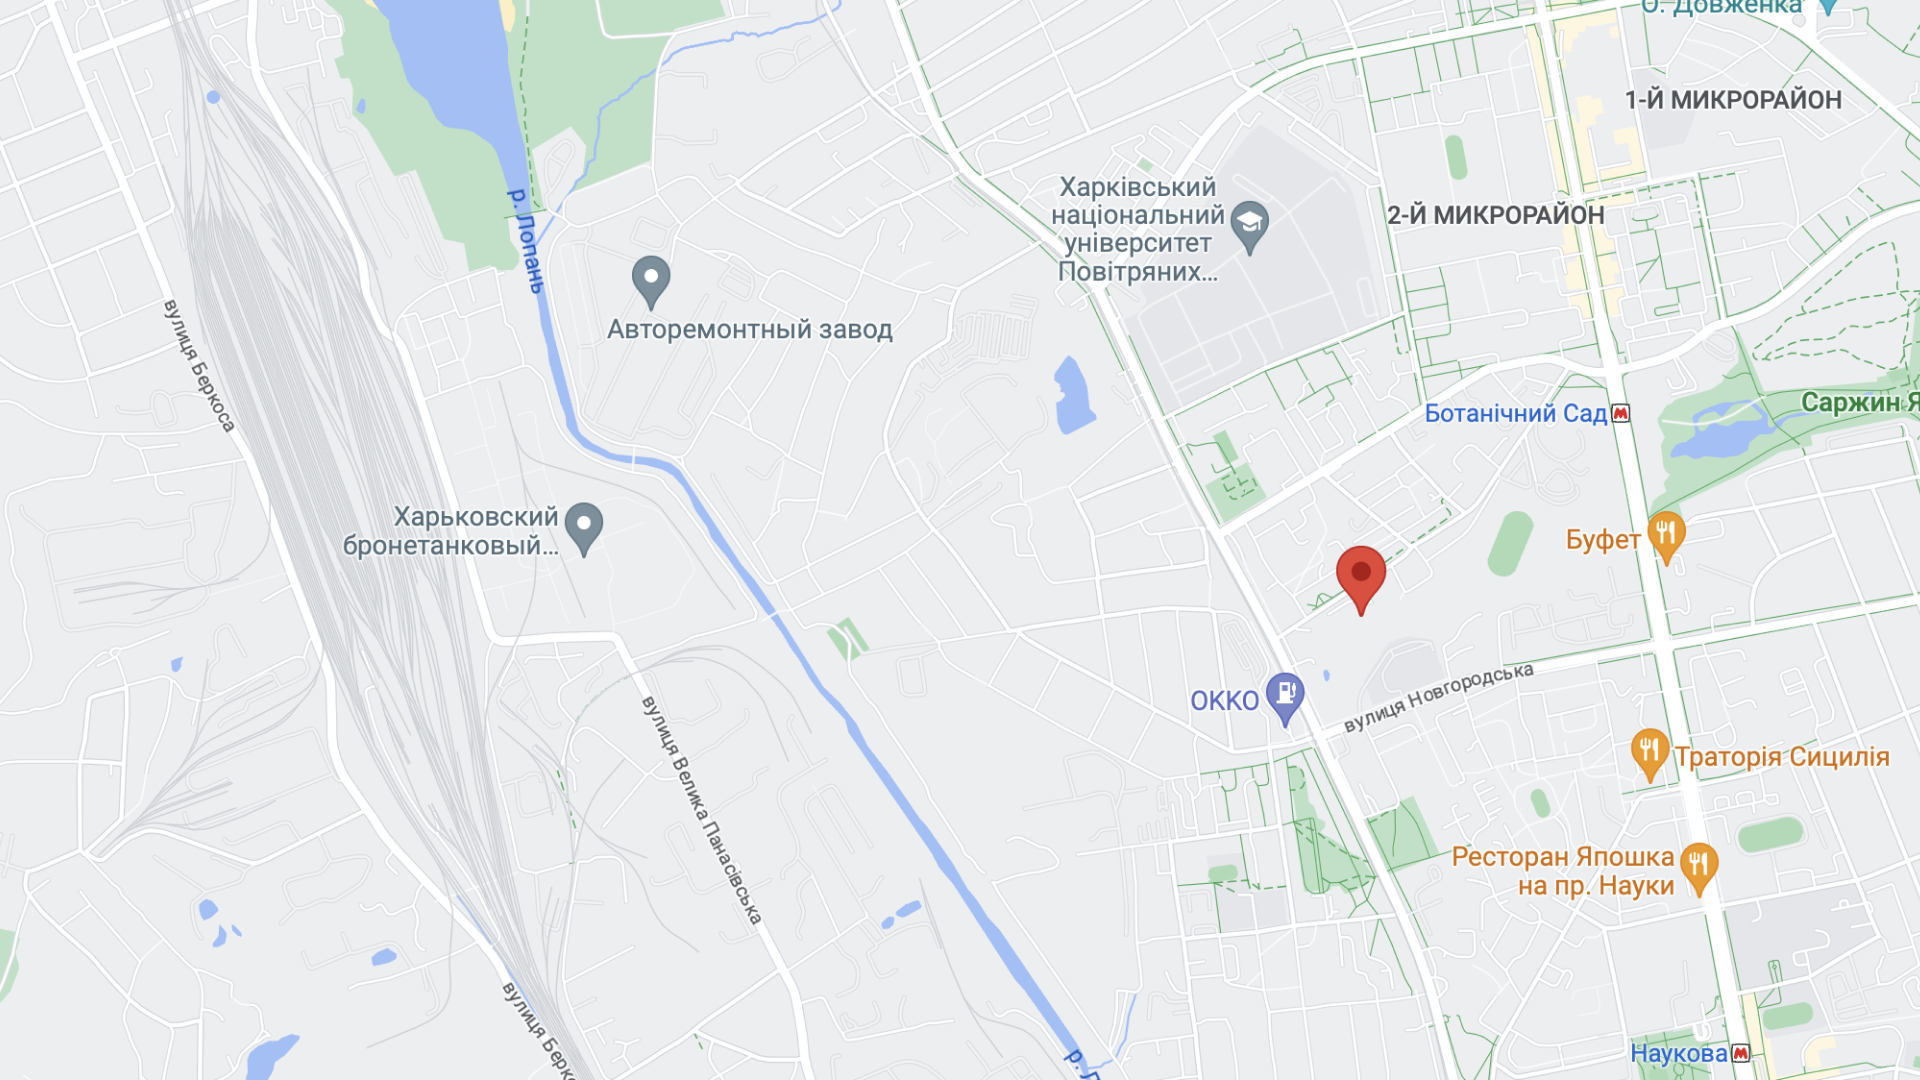 О. Довженка
1-Й МИКРОРАЙОН
Харківський
національний
університет
Повітряних...
2-Й МИКРОРАЙОН
р. Лопань
Авторемонтный завод
вулиця Беркоса
Саржин Я
Ботанічний Сад
Харьковский
бронетанковый...
Буфет
ОККО
вулиця Новгородська
вулиця Велика Панасівська
Траторія Сицилія
Ресторан Япошка
на пр. Науки
вулиця Берко
Наукова
р. Л